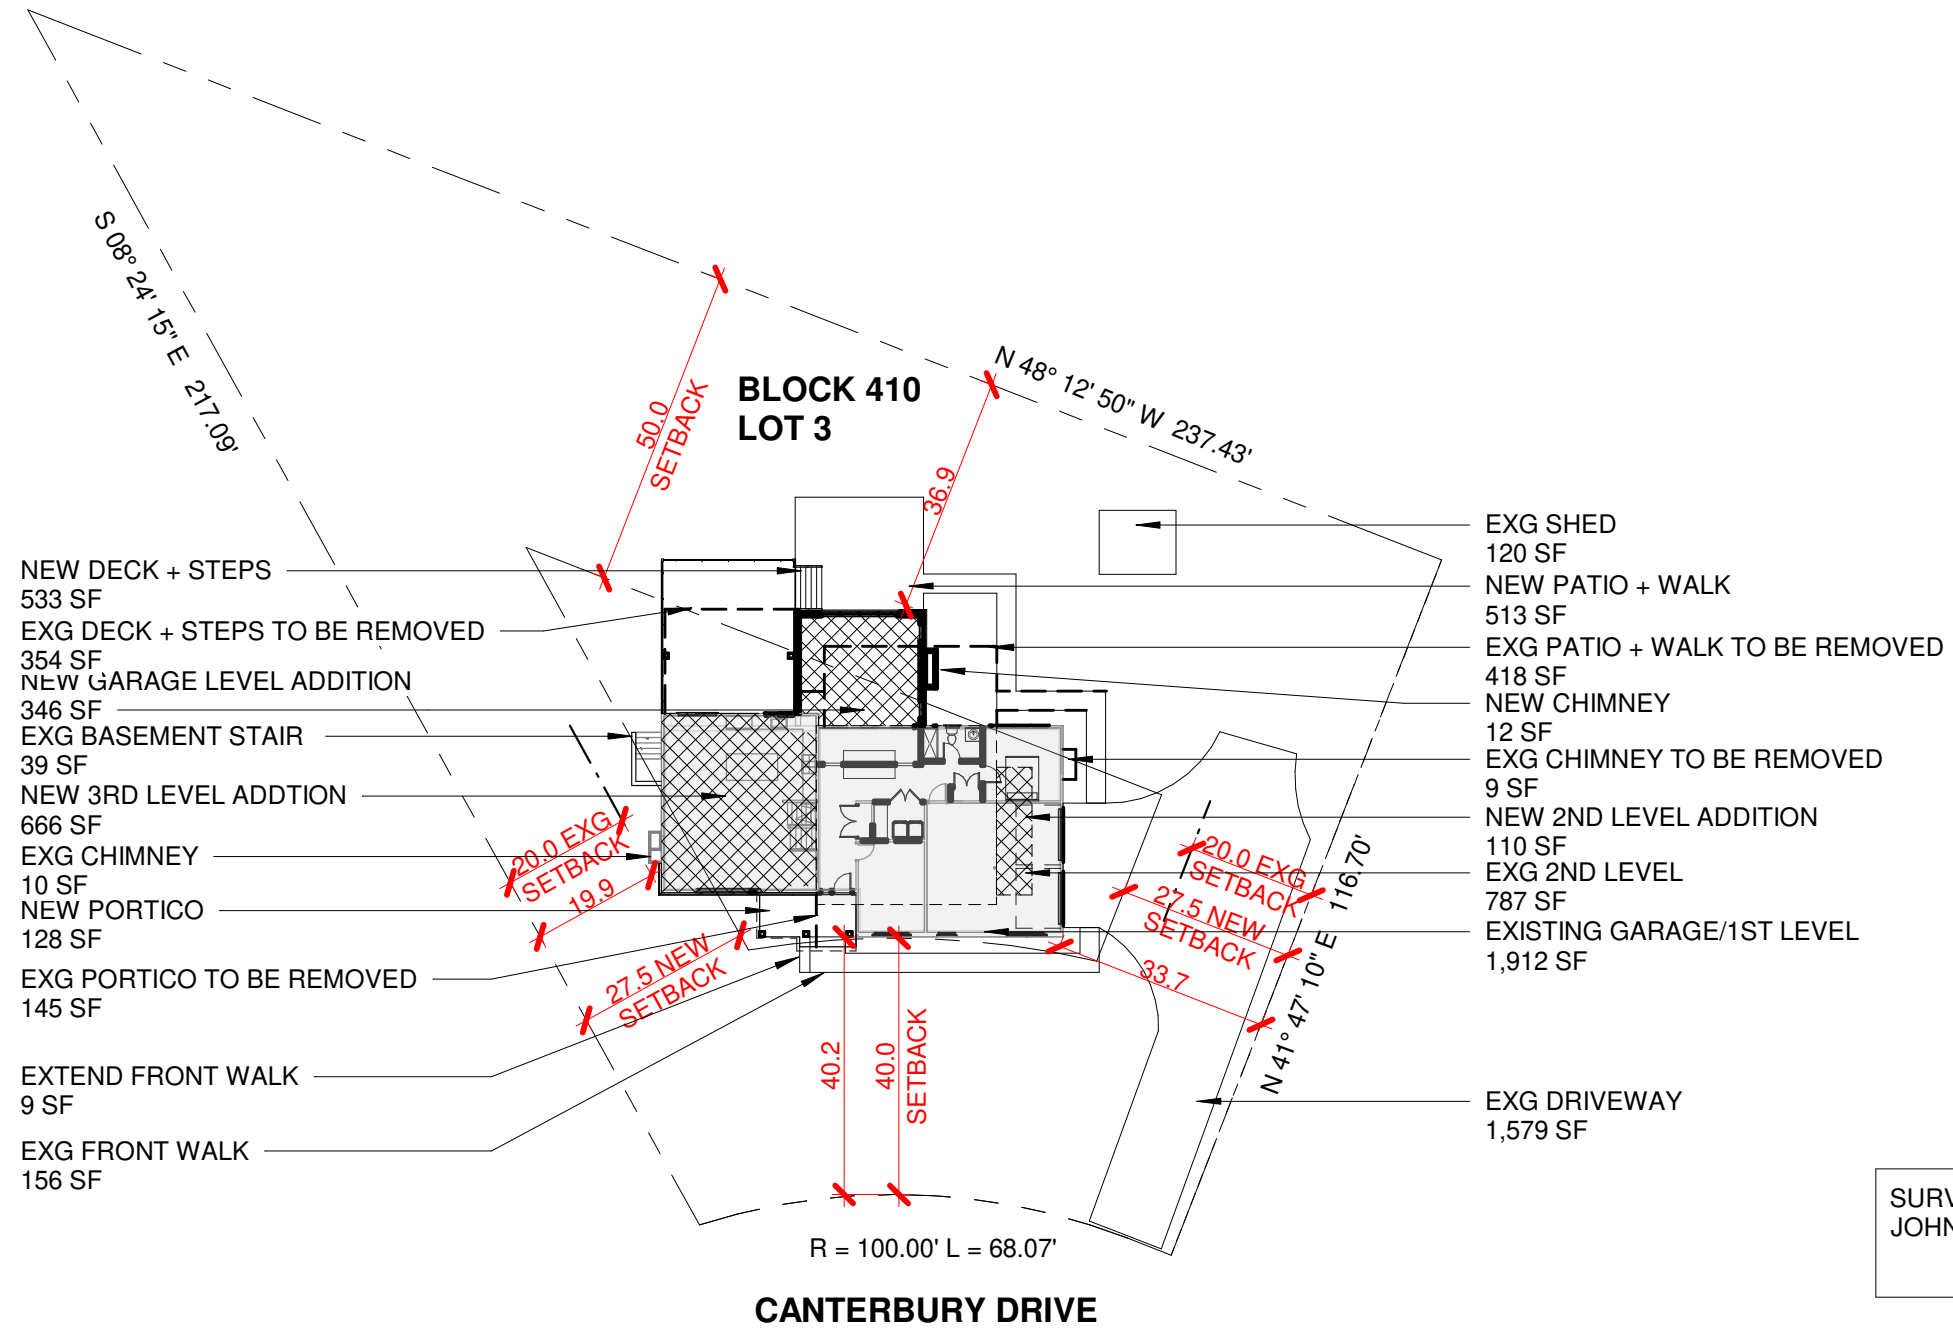 S 08° 24' 15" E 217.09'
50.0
SETBACK
BLOCK 410
LOT 3
N 48° 12' 50" W 237.43'
36.9
NEW DECK + STEPS
533 SF
EXG DECK + STEPS TO BE REMOVED
354 SF
NEW GARAGE LEVEL ADDITION
346 SF
EXG BASEMENT STAIR
39 SF
NEW 3RD LEVEL ADDTION
666 SF
EXG CHIMNEY
10 SF
NEW PORTICO
128 SF
EXG PORTICO TO BE REMOVED
145 SF
EXTEND FRONT WALK
9 SF
EXG FRONT WALK
156 SF
20.0 EXG
SETBACK
19.9
27.5 NEW
SETBACK
40.2
40.0
SETBACK
20.0 EXG
SETBACK
27.5 NEW
SETBACK
33.7
N 41° 47' 10" E 116.70'
EXG SHED
120 SF
NEW PATIO + WALK
513 SF
EXG PATIO + WALK TO BE REMOVED
418 SF
NEW CHIMNEY
12 SF
EXG CHIMNEY TO BE REMOVED
9 SF
NEW 2ND LEVEL ADDITION
110 SF
EXG 2ND LEVEL
787 SF
EXISTING GARAGE/1ST LEVEL
1,912 SF
EXG DRIVEWAY
1,579 SF
SURV
JOHN
R = 100.00' L = 68.07'
CANTERBURY DRIVE